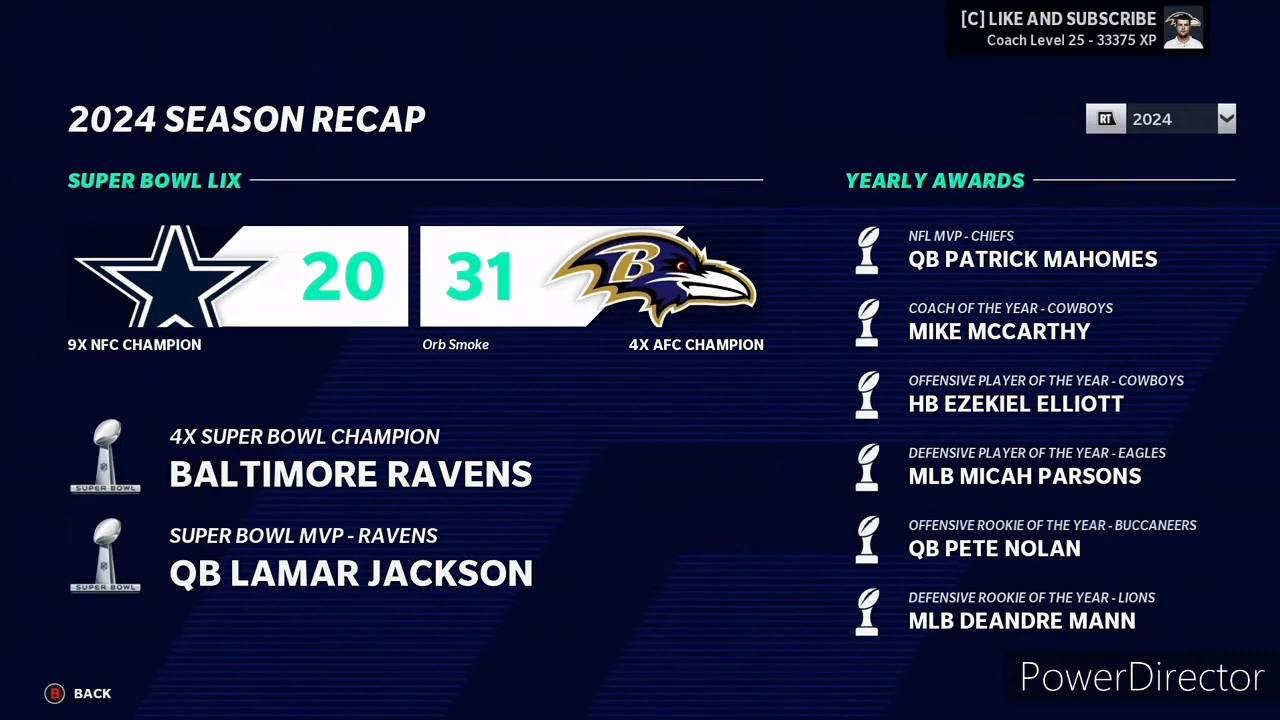 [C] LIKE AND SUBSCRIBE
Coach Level 25 - 33375 XP
2024 SEASON RECAP
RT 2024
SUPER BOWL LIX
20 31 B
9X NFC CHAMPION Orb Smoke 4X AFC CHAMPION
SUPER BOWL
4X SUPER BOWL CHAMPION
BALTIMORE RAVENS
SUPER BOWL
SUPER BOWL MVP - RAVENS
QB LAMAR JACKSON
YEARLY AWARDS
NFL MVP - CHIEFS
QB PATRICK MAHOMES
COACH OF THE YEAR - COWBOYS
MIKE MCCARTHY
OFFENSIVE PLAYER OF THE YEAR - COWBOYS
HB EZEKIEL ELLIOTT
DEFENSIVE PLAYER OF THE YEAR - EAGLES
MLB MICAH PARSONS
OFFENSIVE ROOKIE OF THE YEAR - BUCCANEERS
QB PETE NOLAN
DEFENSIVE ROOKIE OF THE YEAR - LIONS
MLB DEANDRE MANN
B BACK
PowerDirector